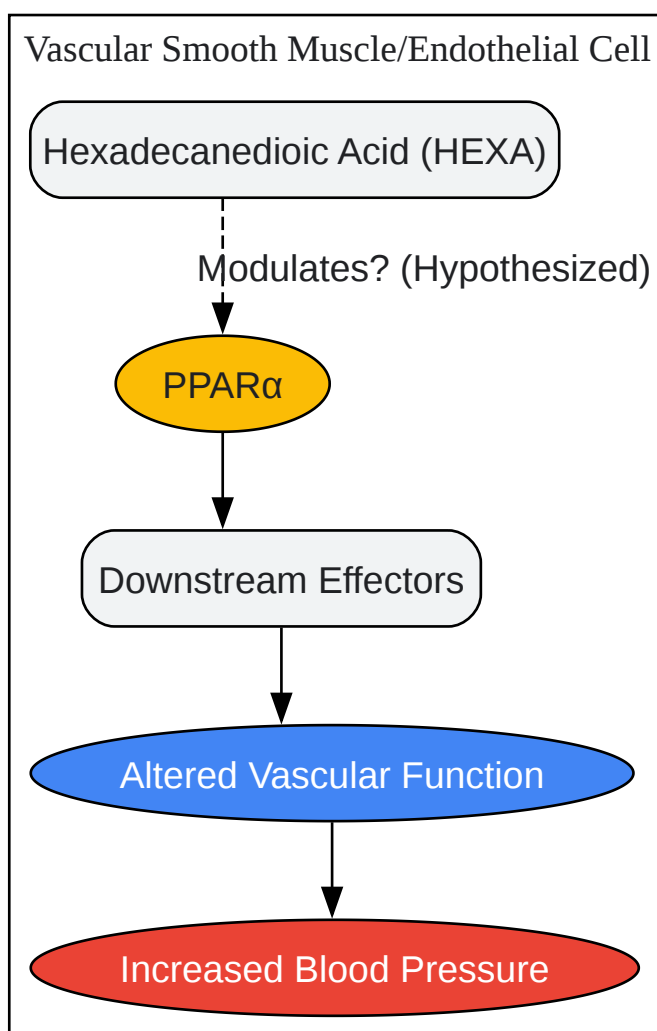 Vascular Smooth Muscle/Endothelial Cell
Hexadecanedioic Acid (HEXA)
Modulates? (Hypothesized)
PPARα
Downstream Effectors
Altered Vascular Function
Increased Blood Pressure